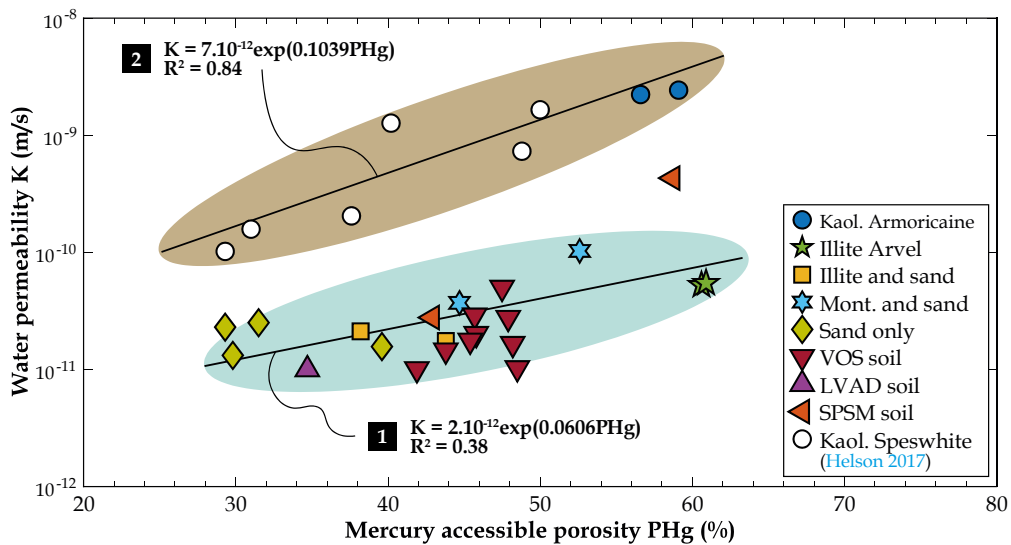 10⁻⁸
10⁻⁹
10⁻¹⁰
10⁻¹¹
10⁻¹²
Water permeability K (m/s)
2
K = 7.10⁻¹²exp(0.1039PHg)
R² = 0.84
1
K = 2.10⁻¹²exp(0.0606PHg)
R² = 0.38
Kaol. Armoricaine
Illite Arvel
Illite and sand
Mont. and sand
Sand only
VOS soil
LVAD soil
SPSM soil
Kaol. Speswhite
(Helson 2017)
20 30 40 50 60 70 80
Mercury accessible porosity PHg (%)